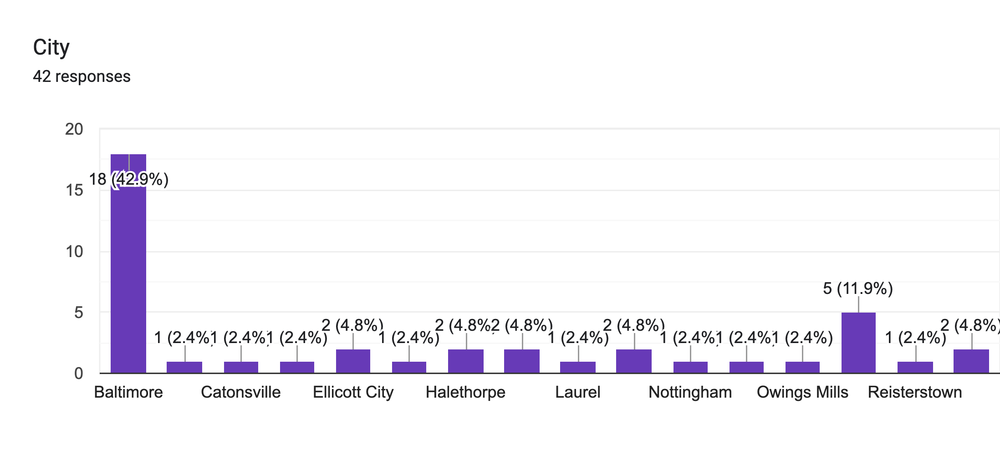 City
42 responses
20
15
10
5
0
18 (42.9%)
1 (2.4%)
1 (2.4%)
1 (2.4%)
2 (4.8%)
1 (2.4%)
2 (4.8%)
2 (4.8%)
1 (2.4%)
2 (4.8%)
1 (2.4%)
1 (2.4%)
1 (2.4%)
5 (11.9%)
1 (2.4%)
2 (4.8%)
Baltimore
Catonsville
Ellicott City
Halethorpe
Laurel
Nottingham
Owings Mills
Reisterstown